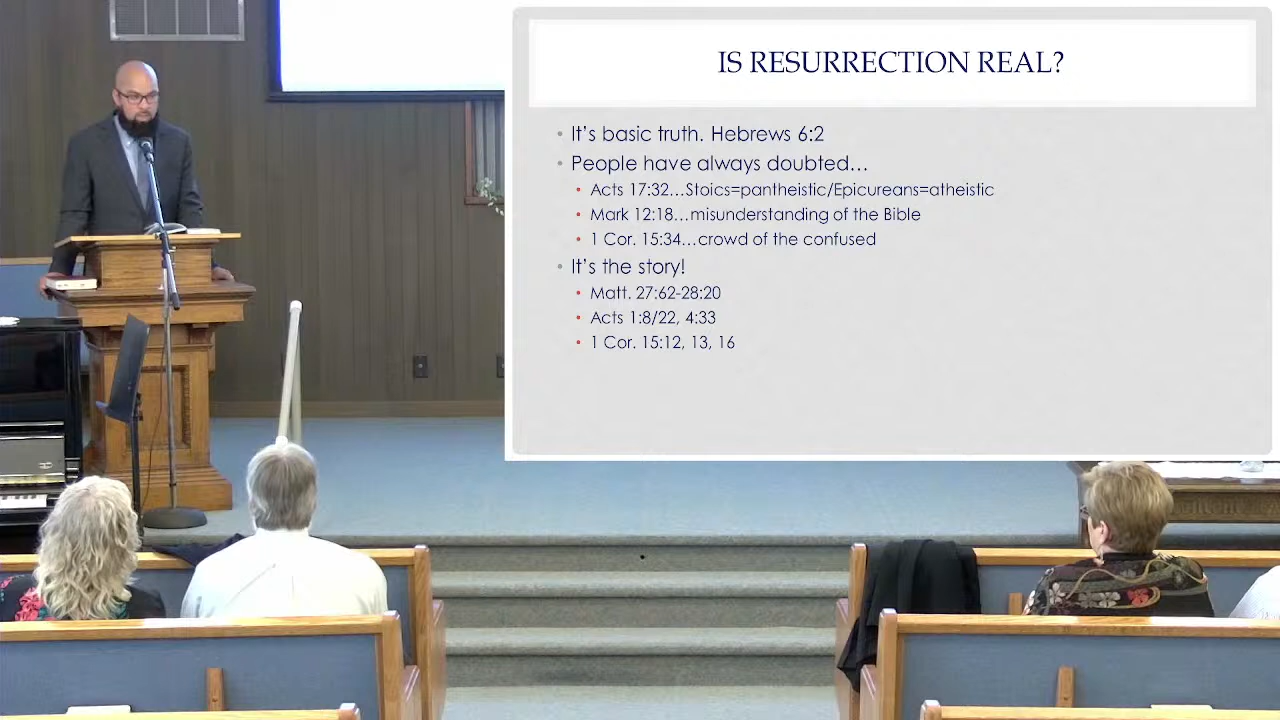 IS RESURRECTION REAL?
It's basic truth. Hebrews 6:2
People have always doubted…
Acts 17:32…Stoics=pantheistic/Epicureans=atheistic
Mark 12:18…misunderstanding of the Bible
1 Cor. 15:34…crowd of the confused
It's the story!
Matt. 27:62-28:20
Acts 1:8/22, 4:33
1 Cor. 15:12, 13, 16